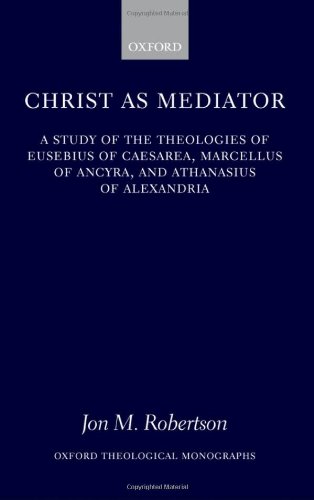 OXFORD
CHRIST AS MEDIATOR
A STUDY OF THE THEOLOGIES OF
EUSEBIUS OF CAESAREA, MARCELLUS
OF ANCYRA, AND ATHANASIUS
OF ALEXANDRIA
Jon M. Robertson
OXFORD THEOLOGICAL MONOGRAPHS